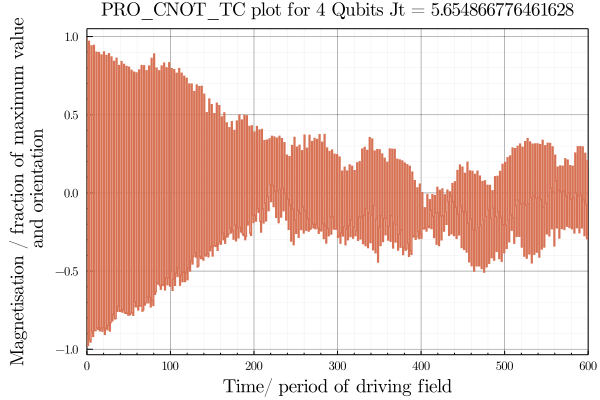 PRO_CNOT_TC plot for 4 Qubits Jt = 5.654866776461628
Magnetisation / fraction of maximum value
and orientation
1.0
0.5
0.0
−0.5
−1.0
0 100 200 300 400 500 600
Time/ period of driving field